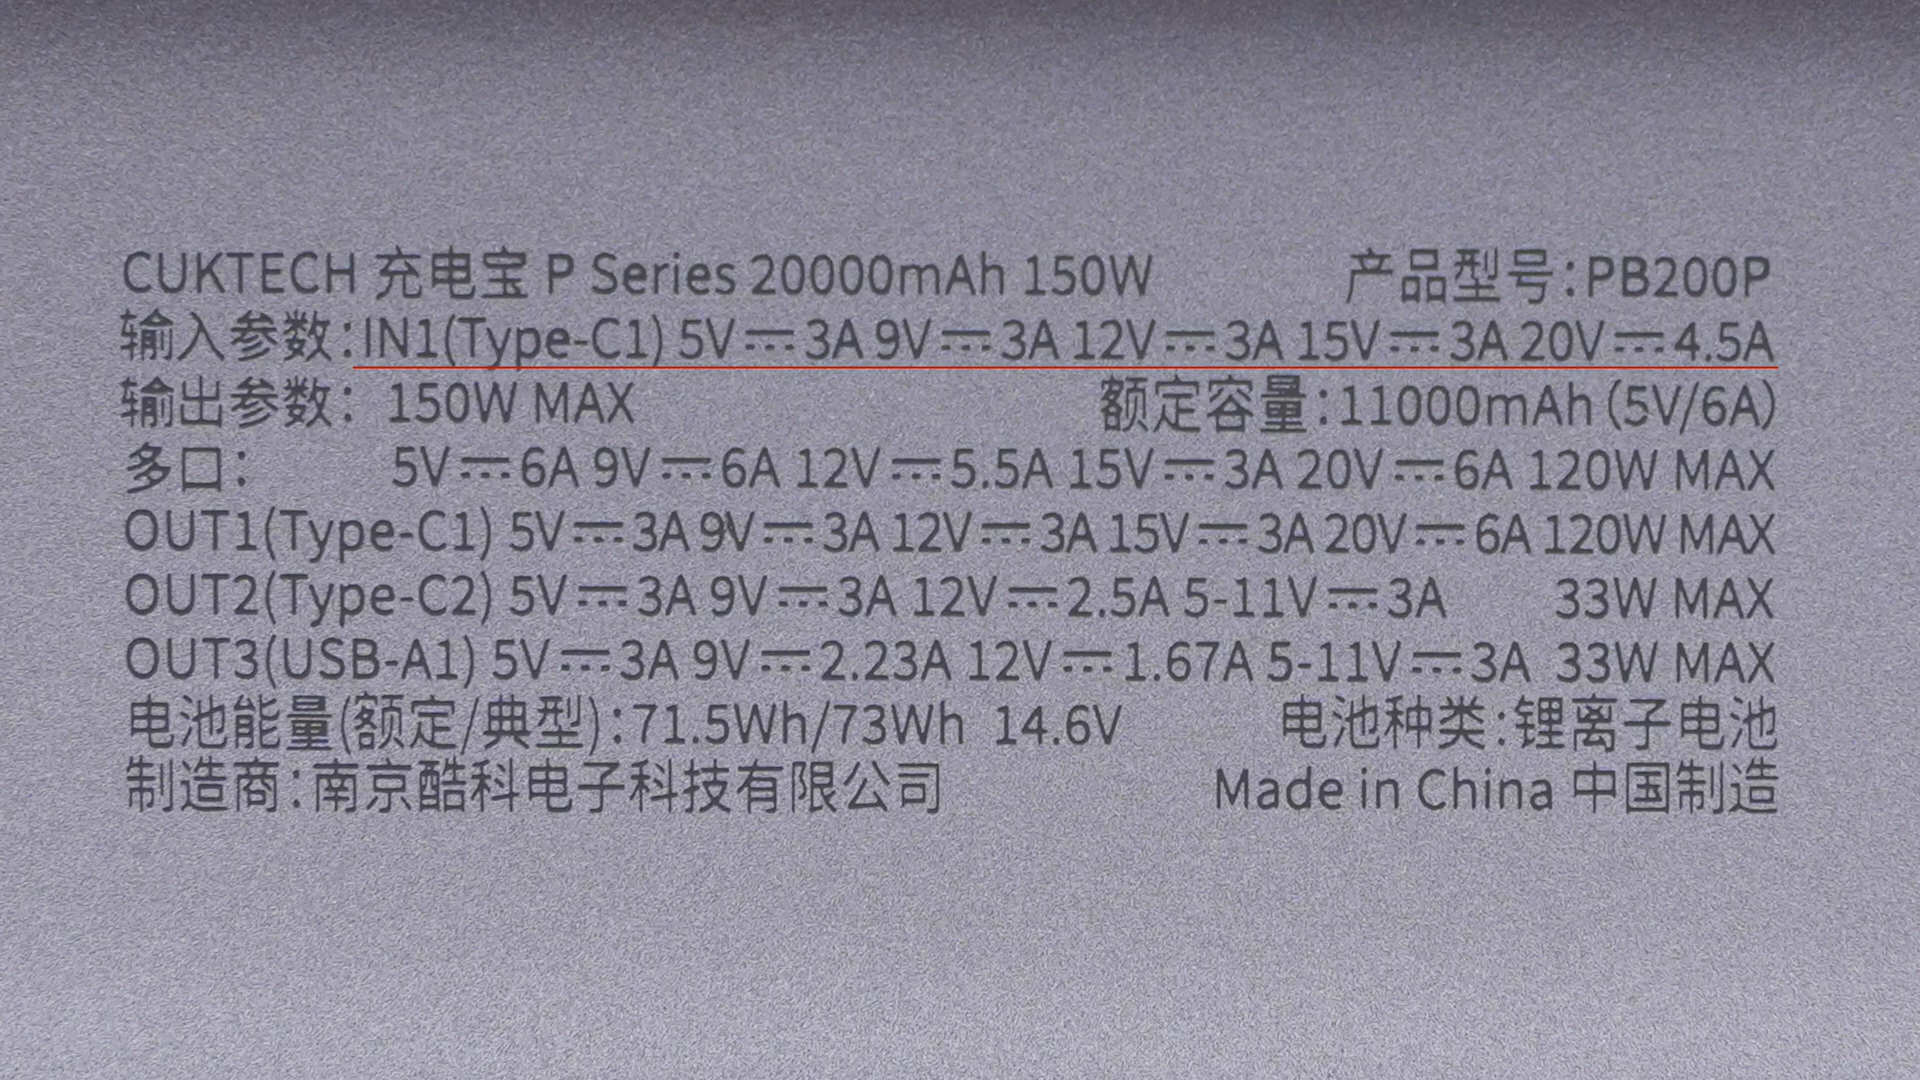 CUKTECH 充电宝 P Series 20000mAh 150W 产品型号:PB200P
输入参数:IN1(Type-C1) 5V⎓3A 9V⎓3A 12V⎓3A 15V⎓3A 20V⎓4.5A
输出参数: 150W MAX 额定容量:11000mAh (5V/6A)
多口: 5V⎓6A 9V⎓6A 12V⎓5.5A 15V⎓3A 20V⎓6A 120W MAX
OUT1(Type-C1) 5V⎓3A 9V⎓3A 12V⎓3A 15V⎓3A 20V⎓6A 120W MAX
OUT2(Type-C2) 5V⎓3A 9V⎓3A 12V⎓2.5A 5-11V⎓3A 33W MAX
OUT3(USB-A1) 5V⎓3A 9V⎓2.23A 12V⎓1.67A 5-11V⎓3A 33W MAX
电池能量(额定/典型):71.5Wh/73Wh 14.6V 电池种类:锂离子电池
制造商:南京酷科电子科技有限公司 Made in China 中国制造